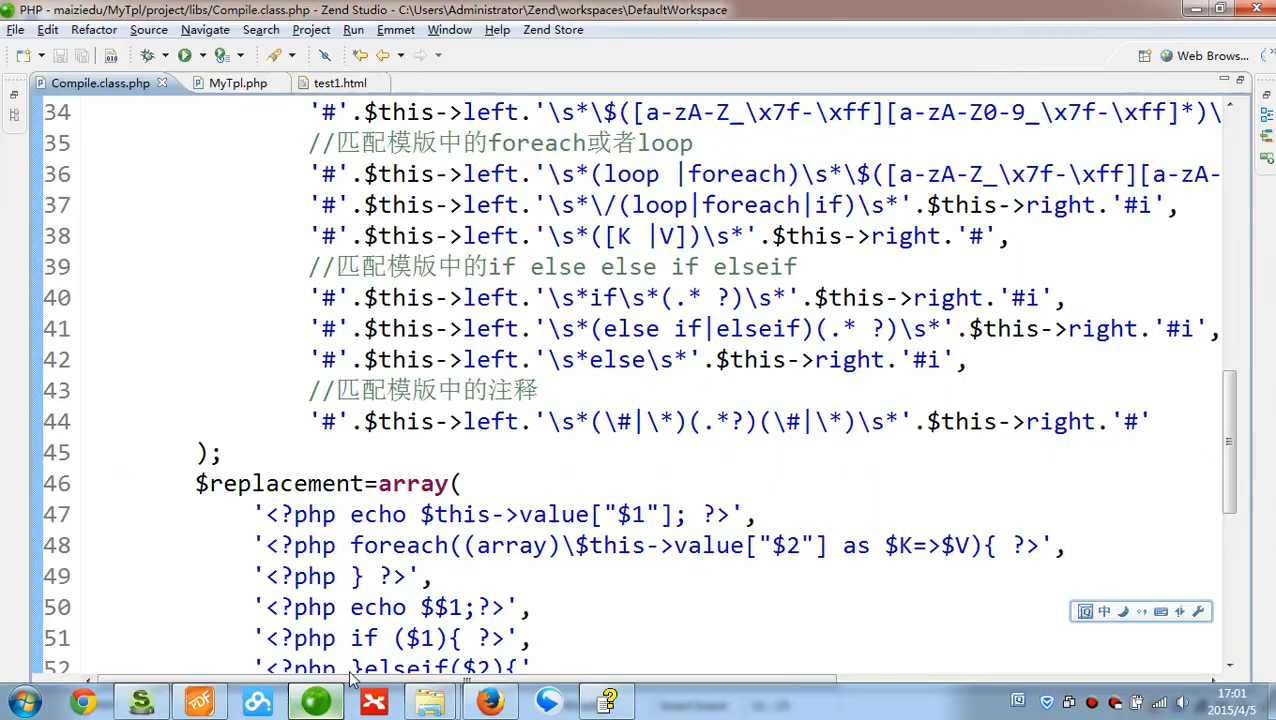 PHP - maiziedu/MyTpl/project/libs/Compile.class.php - Zend Studio - C:\Users\Administrator\Zend\workspaces\DefaultWorkspace
File Edit Refactor Source Navigate Search Project Run Emmet Window Help Zend Store
Web Brows...
Compile.class.php MyTpl.php test1.html
34 '#'.$this->left.'\s*\$([a-zA-Z_\x7f-\xff][a-zA-Z0-9_\x7f-\xff]*)\
35 //匹配模版中的foreach或者loop
36 '#'.$this->left.'\s*(loop |foreach)\s*\$([a-zA-Z_\x7f-\xff][a-zA-
37 '#'.$this->left.'\s*\/(loop|foreach|if)\s*'.$this->right.'#i',
38 '#'.$this->left.'\s*([K |V])\s*'.$this->right.'#',
39 //匹配模版中的if else else if elseif
40 '#'.$this->left.'\s*if\s*(.* ?)\s*'.$this->right.'#i',
41 '#'.$this->left.'\s*(else if|elseif)(.* ?)\s*'.$this->right.'#i',
42 '#'.$this->left.'\s*else\s*'.$this->right.'#i',
43 //匹配模版中的注释
44 '#'.$this->left.'\s*(\#|\*)(.*?)(\#|\*)\s*'.$this->right.'#'
45 );
46 $replacement=array(
47 '<?php echo $this->value["$1"]; ?>',
48 '<?php foreach((array)\$this->value["$2"] as $K=>$V){ ?>',
49 '<?php } ?>',
50 '<?php echo $$1;?>',
51 '<?php if ($1){ ?>',
52 '<?php }elseif($2){'
中
17:01
2015/4/5